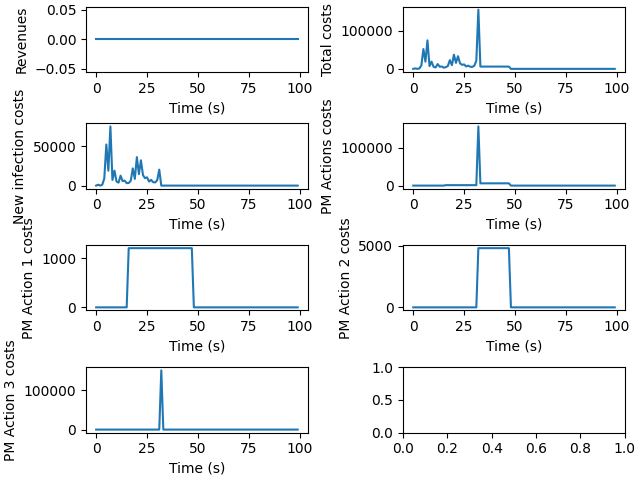 Revenues
0.05
0.00
−0.05
0 25 50 75 100
Time (s)
Total costs
100000
0
0 25 50 75 100
Time (s)
New infection costs
50000
0
0 25 50 75 100
Time (s)
PM Actions costs
100000
0
0 25 50 75 100
Time (s)
PM Action 1 costs
1000
0
0 25 50 75 100
Time (s)
PM Action 2 costs
5000
0
0 25 50 75 100
Time (s)
PM Action 3 costs
100000
0
0 25 50 75 100
Time (s)
1.0
0.5
0.0
0.0 0.2 0.4 0.6 0.8 1.0